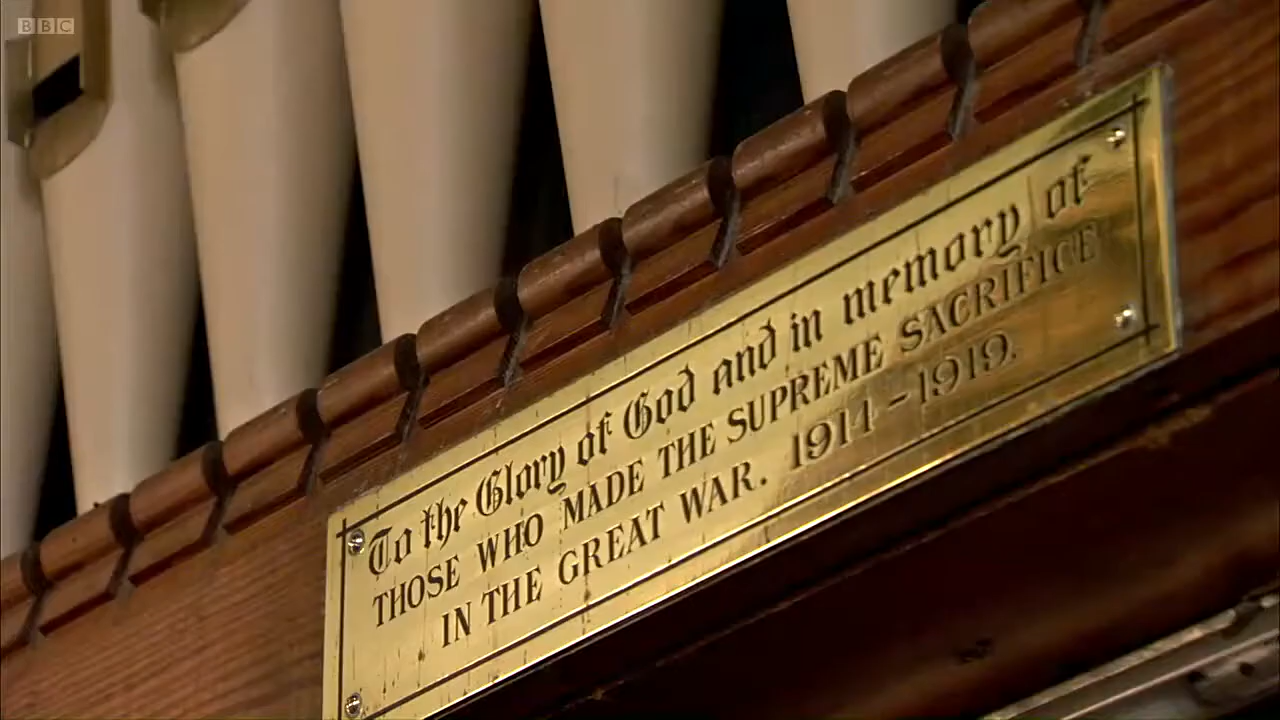 BBC
To the Glory of God and in memory of
THOSE WHO MADE THE SUPREME SACRIFICE
IN THE GREAT WAR. 1914-1919.